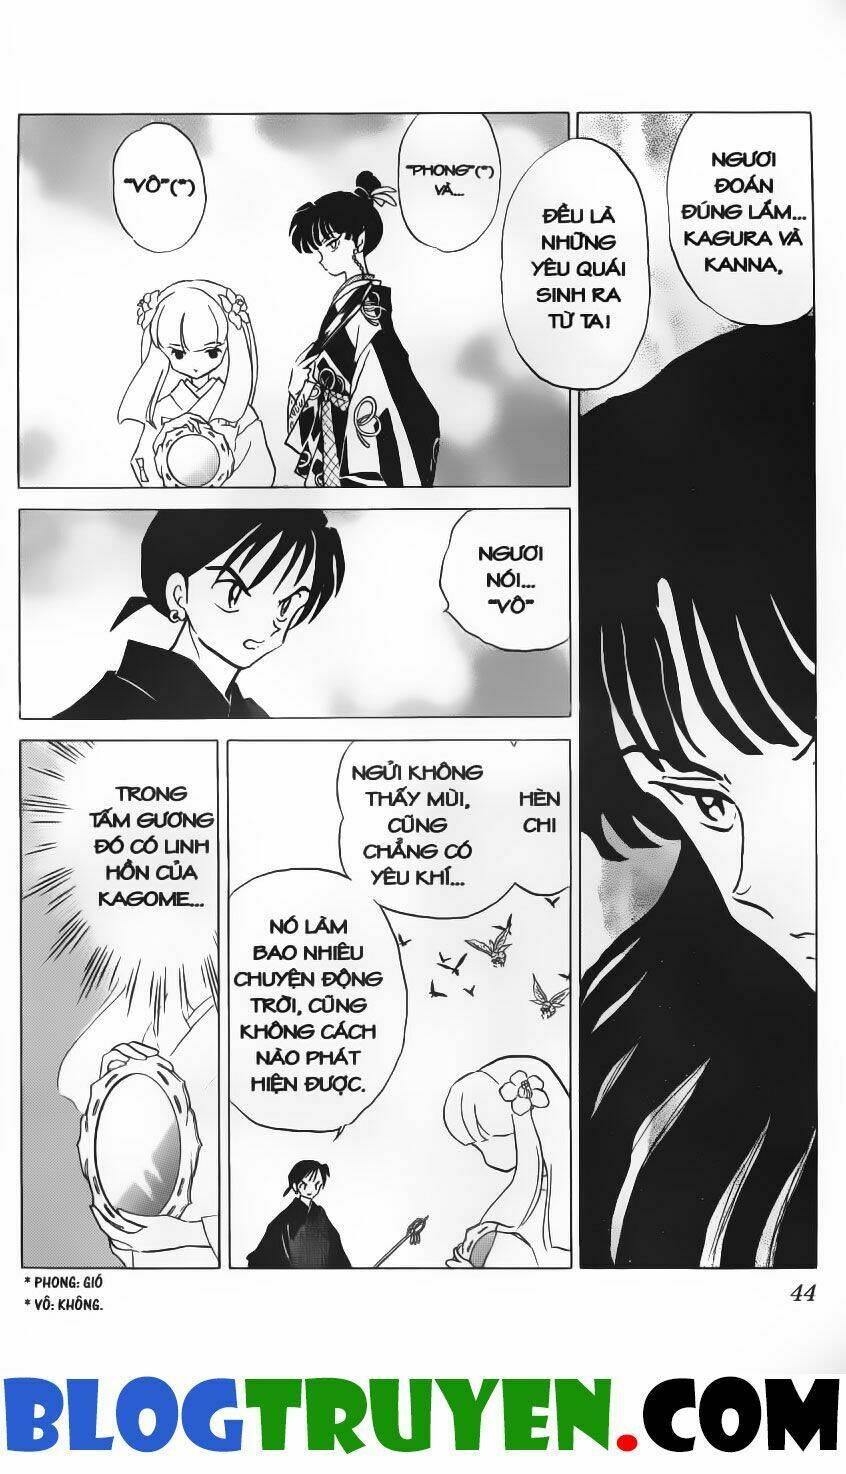 NGƯƠI
ĐOÁN
ĐÚNG LẮM...
KAGURA VÀ
KANNA,
ĐỀU LÀ
NHỮNG
YÊU QUÁI
SINH RA
TỪ TA!
"PHONG"(*)
VÀ...
"VÔ"(*)
NGƯƠI
NÓI...
"VÔ"
HÈN
CHI
NGỬI KHÔNG
THẤY MÙI,
CŨNG
CHẲNG CÓ
YÊU KHÍ...
NÓ LÀM
BAO NHIÊU
CHUYỆN ĐỘNG
TRỜI, CŨNG
KHÔNG CÁCH
NÀO PHÁT
HIỆN ĐƯỢC.
TRONG
TẤM GƯƠNG
ĐÓ CÓ LINH
HỒN CỦA
KAGOME...
* PHONG: GIÓ
* VÔ: KHÔNG.
44
BLOGTRUYEN.COM